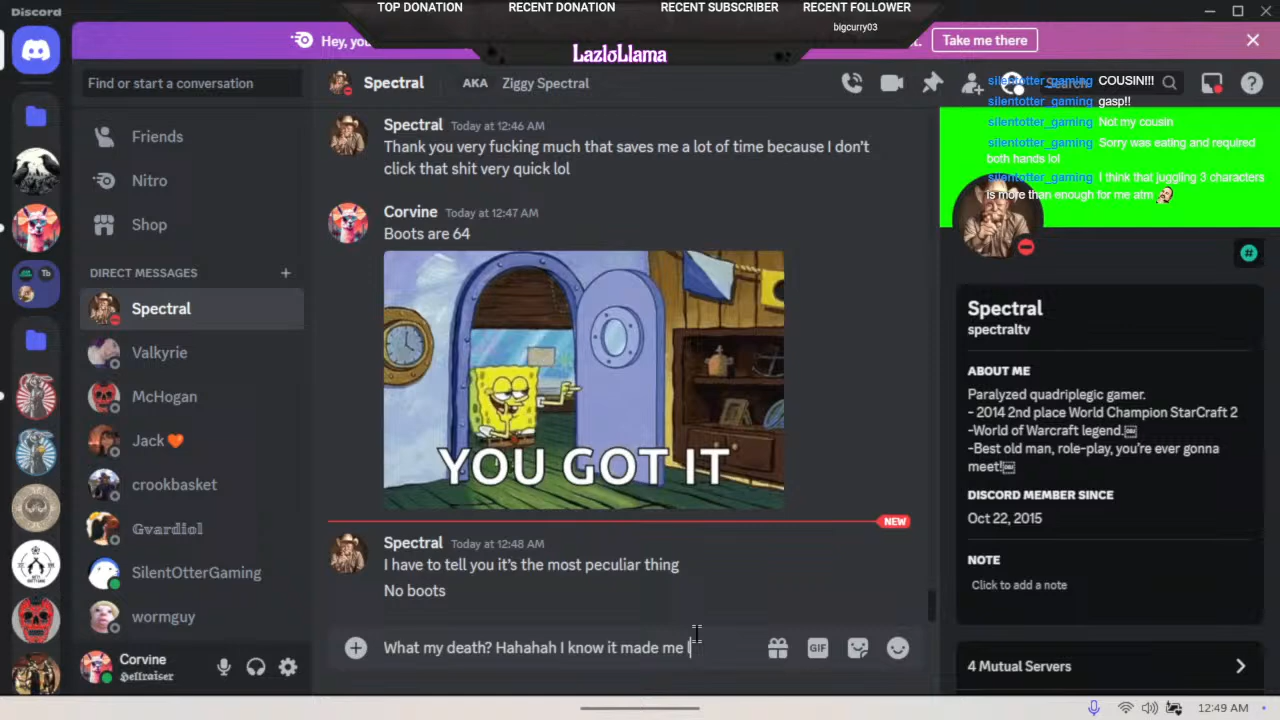 Discord
TOP DONATION
RECENT DONATION
RECENT SUBSCRIBER
RECENT FOLLOWER
bigcurry03
Hey, you
LazloLlama
Take me there
Find or start a conversation
Spectral
AKA
Ziggy Spectral
Search
silentotter_gaming COUSIN!!!
silentotter_gaming gasp!!
silentotter_gaming Not my cousin
silentotter_gaming Sorry was eating and required
both hands lol
silentotter_gaming I think that juggling 3 characters
is more than enough for me atm
Friends
Nitro
Shop
DIRECT MESSAGES
Spectral
Valkyrie
McHogan
Jack🧡
crookbasket
𝔾𝕧𝕒𝕣𝕕𝕚𝕠𝕝
SilentOtterGaming
wormguy
Corvine
ℌ𝔢𝔩𝔩𝔯𝔞𝔦𝔰𝔢𝔯
Spectral Today at 12:46 AM
Thank you very fucking much that saves me a lot of time because I don't
click that shit very quick lol
Corvine Today at 12:47 AM
Boots are 64
YOU GOT IT
NEW
Spectral Today at 12:48 AM
I have to tell you it's the most peculiar thing
No boots
What my death? Hahahah I know it made me l
GIF
Spectral
spectraltv
ABOUT ME
Paralyzed quadriplegic gamer.
- 2014 2nd place World Champion StarCraft 2
-World of Warcraft legend.
-Best old man, role-play, you're ever gonna
meet!
DISCORD MEMBER SINCE
Oct 22, 2015
NOTE
Click to add a note
4 Mutual Servers
12:49 AM